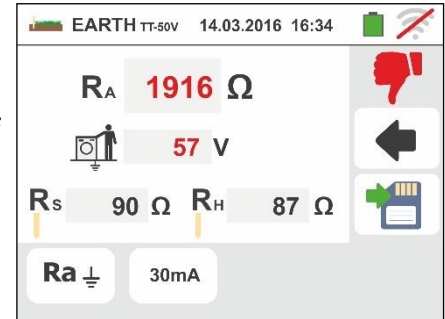 EARTH TT-50V 14.03.2016 16:34
RA 1916 Ω
57 V
RS 90 Ω RH 87 Ω
Ra 30mA